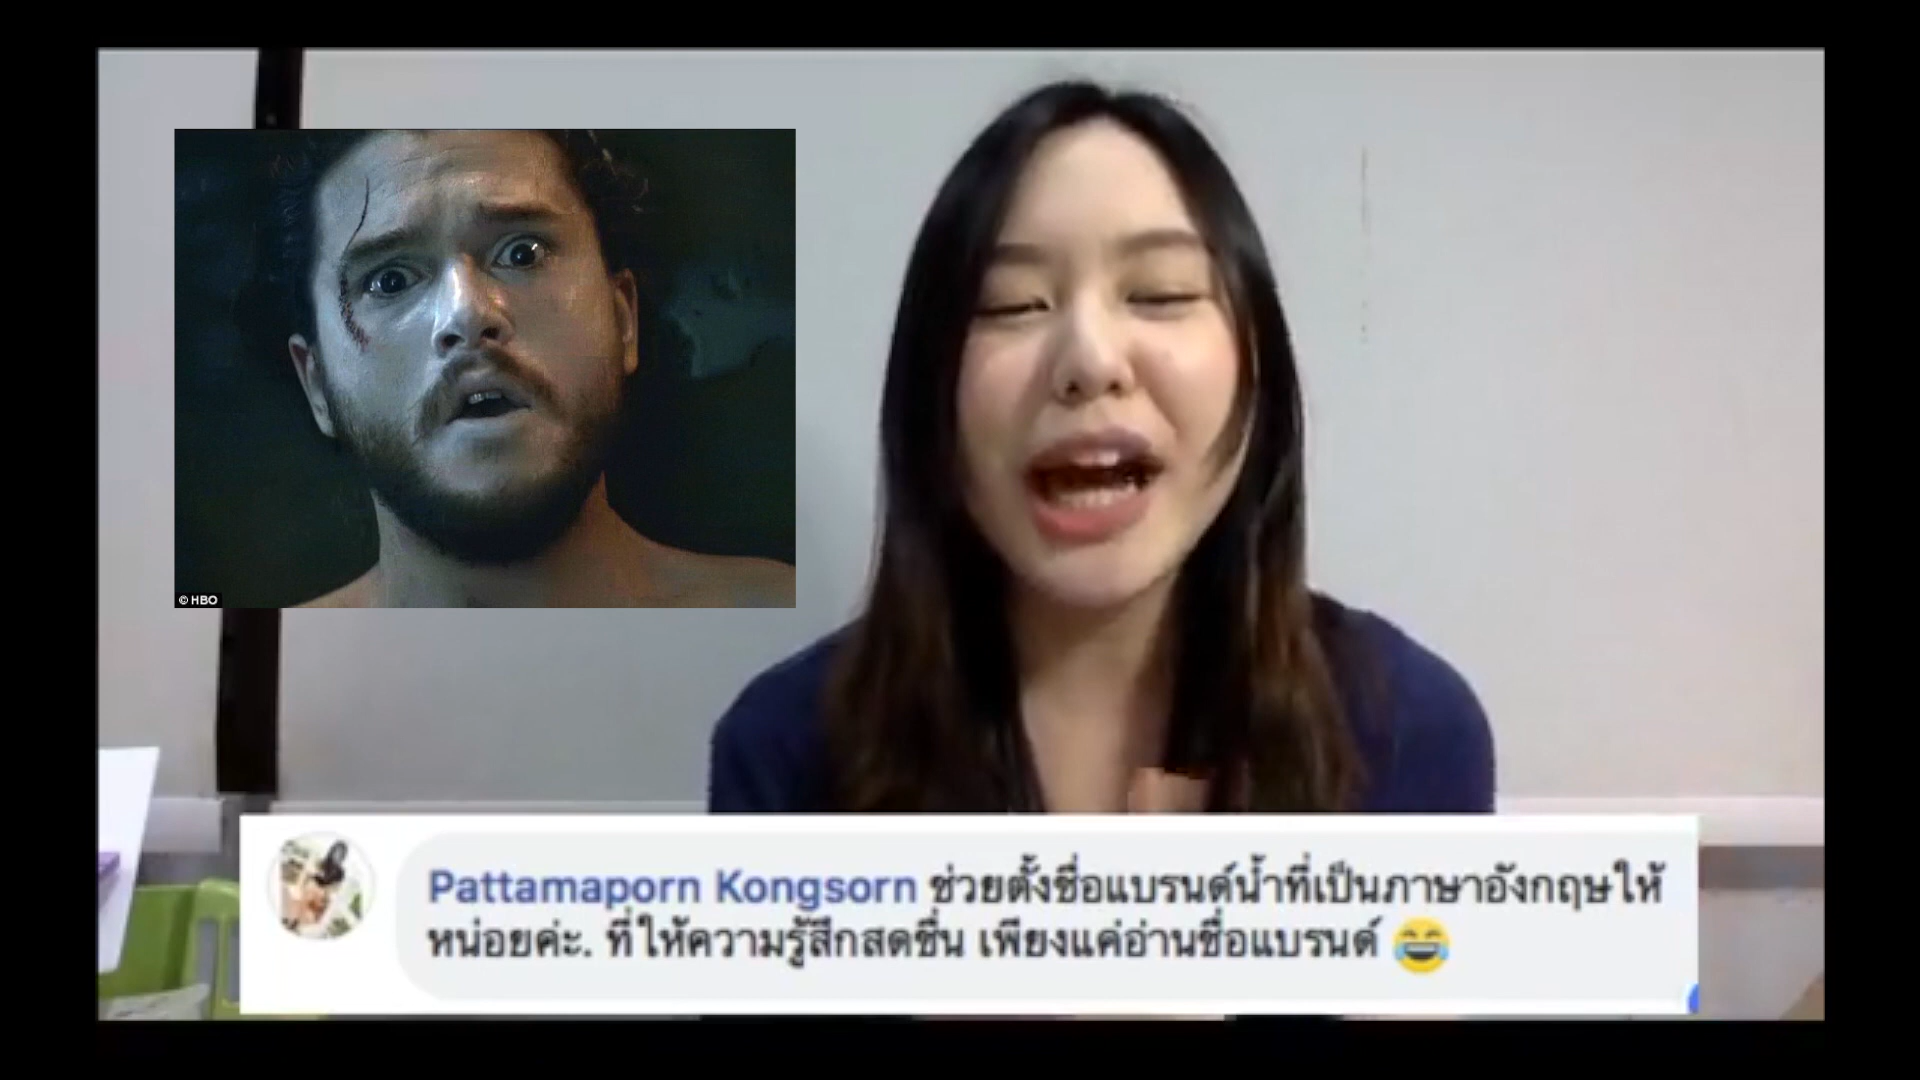 © HBO
Pattamaporn Kongsorn ช่วยตั้งชื่อแบรนด์น้ำที่เป็นภาษาอังกฤษให้
หน่อยค่ะ. ที่ให้ความรู้สึกสดชื่น เพียงแค่อ่านชื่อแบรนด์ 😂